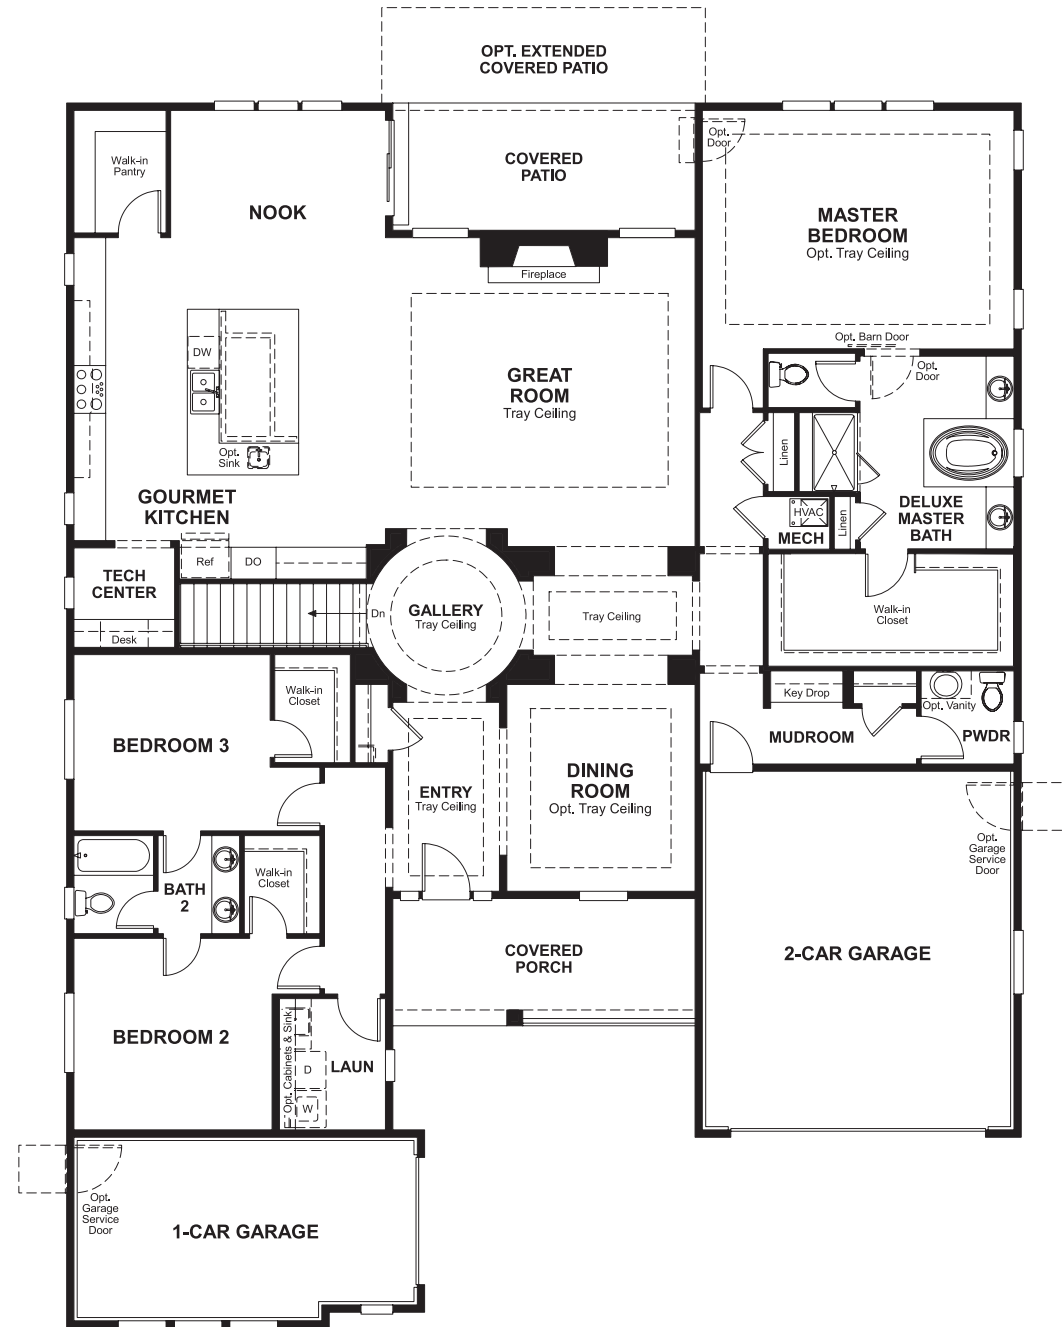 OPT. EXTENDED
COVERED PATIO
Walk-in
Pantry
NOOK
COVERED
PATIO
Opt.
Door
MASTER
BEDROOM
Opt. Tray Ceiling
Fireplace
Opt. Barn Door
DW
GREAT
ROOM
Tray Ceiling
Opt.
Door
Opt.
Sink
Linen
GOURMET
KITCHEN
HVAC
MECH
Linen
DELUXE
MASTER
BATH
Ref
DO
TECH
CENTER
Desk
Dn
GALLERY
Tray Ceiling
Tray Ceiling
Walk-in
Closet
Walk-in
Closet
Key Drop
Opt. Vanity
BEDROOM 3
MUDROOM
PWDR
ENTRY
Tray Ceiling
DINING
ROOM
Opt. Tray Ceiling
Opt.
Garage
Service
Door
BATH
2
Walk-in
Closet
COVERED
PORCH
2-CAR GARAGE
BEDROOM 2
Opt. Cabinets & Sink
D
W
LAUN
Opt.
Garage
Service
Door
1-CAR GARAGE